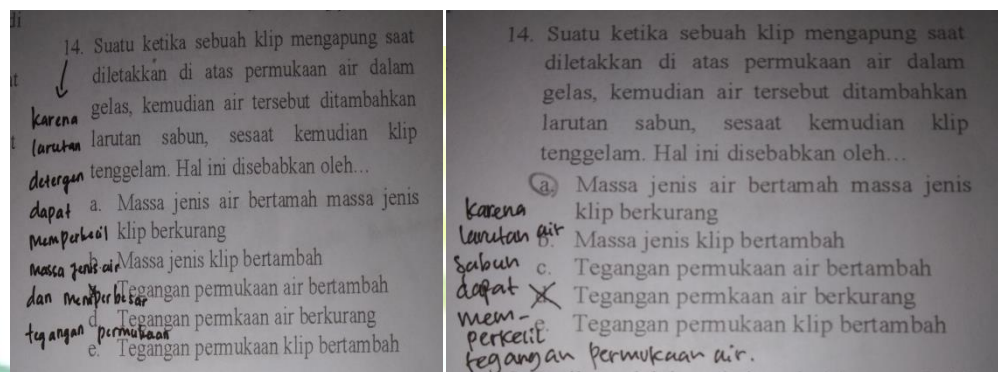 di
14. Suatu ketika sebuah klip mengapung saat
diletakkan di atas permukaan air dalam
gelas, kemudian air tersebut ditambahkan
larutan sabun, sesaat kemudian klip
tenggelam. Hal ini disebabkan oleh...
a. Massa jenis air bertamah massa jenis
klip berkurang
b. Massa jenis klip bertambah
Tegangan permukaan air bertambah
d. Tegangan permkaan air berkurang
e. Tegangan permukaan klip bertambah
karena
larutan
detergen
dapat
memperkecil
massa jenis air
dan memperbesar
tegangan permukaan
14. Suatu ketika sebuah klip mengapung saat
diletakkan di atas permukaan air dalam
gelas, kemudian air tersebut ditambahkan
larutan sabun, sesaat kemudian klip
tenggelam. Hal ini disebabkan oleh...
a. Massa jenis air bertamah massa jenis
klip berkurang
b. Massa jenis klip bertambah
c. Tegangan permukaan air bertambah
d. Tegangan permkaan air berkurang
e. Tegangan permukaan klip bertambah
karena
larutan air
sabun
dapat
mem-
perkecil
tegangan permukaan air.